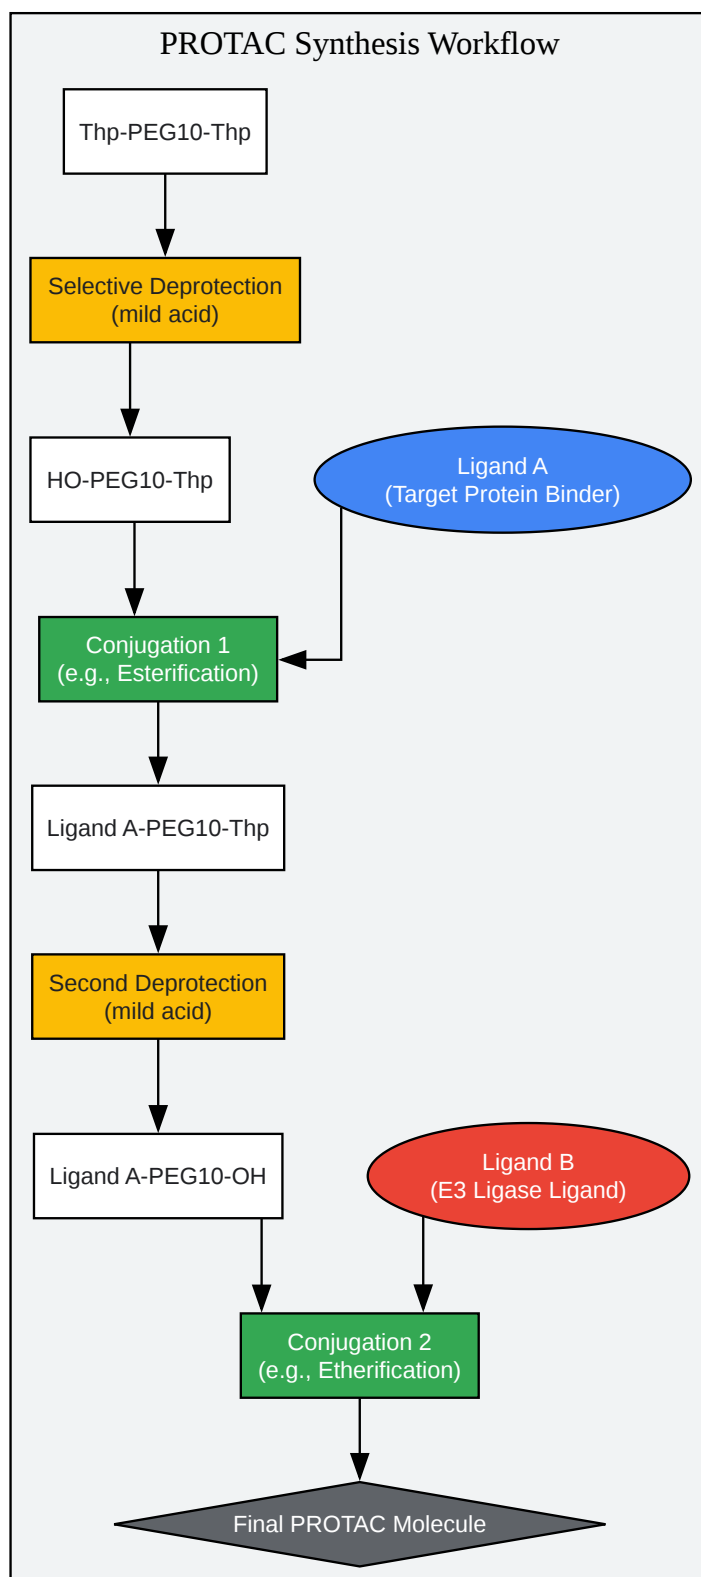 PROTAC Synthesis Workflow
Thp-PEG10-Thp
Selective Deprotection
(mild acid)
HO-PEG10-Thp
Ligand A
(Target Protein Binder)
Conjugation 1
(e.g., Esterification)
Ligand A-PEG10-Thp
Second Deprotection
(mild acid)
Ligand A-PEG10-OH
Ligand B
(E3 Ligase Ligand)
Conjugation 2
(e.g., Etherification)
Final PROTAC Molecule